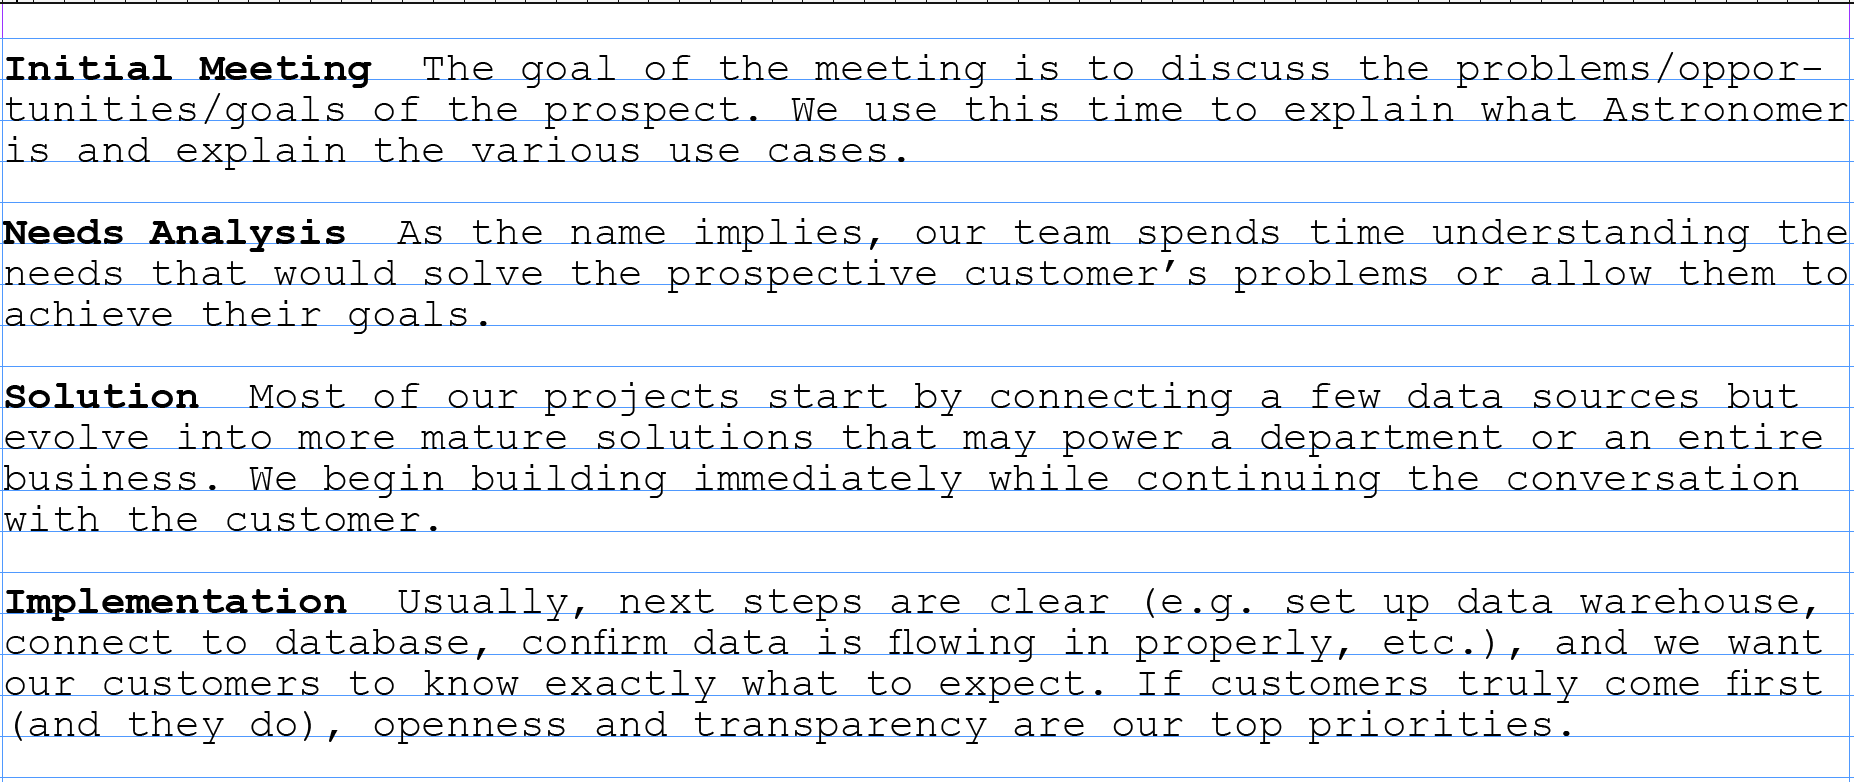 Initial Meeting  The goal of the meeting is to discuss the problems/oppor-
tunities/goals of the prospect. We use this time to explain what Astronomer
is and explain the various use cases.
Needs Analysis  As the name implies, our team spends time understanding the
needs that would solve the prospective customer’s problems or allow them to
achieve their goals.
Solution  Most of our projects start by connecting a few data sources but
evolve into more mature solutions that may power a department or an entire
business. We begin building immediately while continuing the conversation
with the customer.
Implementation  Usually, next steps are clear (e.g. set up data warehouse,
connect to database, confirm data is flowing in properly, etc.), and we want
our customers to know exactly what to expect. If customers truly come first
(and they do), openness and transparency are our top priorities.